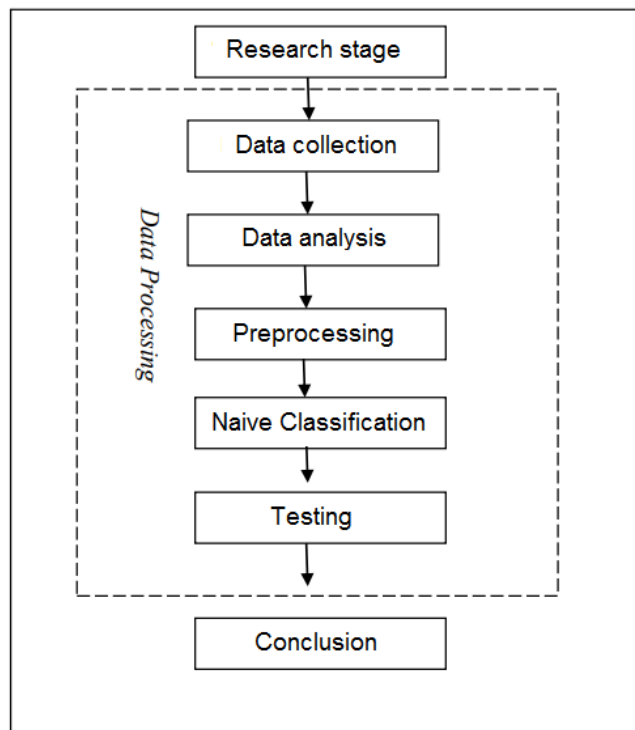 Research stage
Data collection
Data analysis
Data Processing
Preprocessing
Naive Classification
Testing
Conclusion